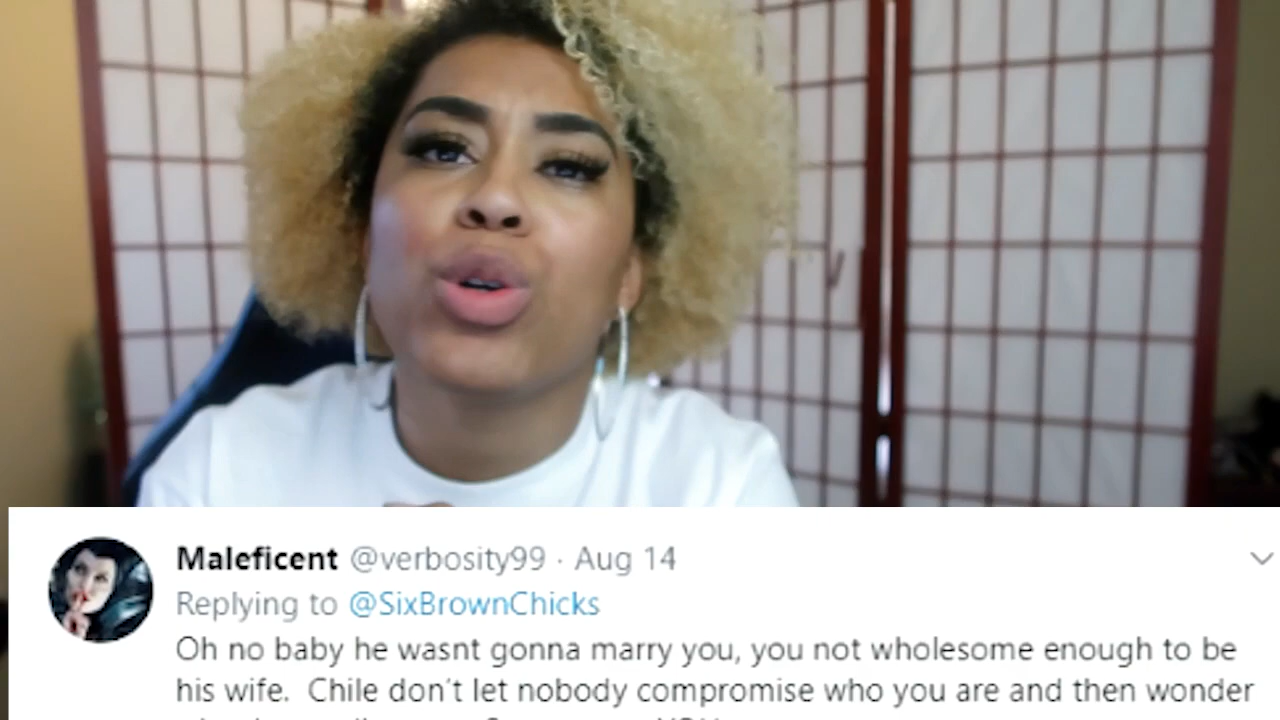 Maleficent @verbosity99 · Aug 14
Replying to @SixBrownChicks
Oh no baby he wasnt gonna marry you, you not wholesome enough to be
his wife.  Chile don't let nobody compromise who you are and then wonder